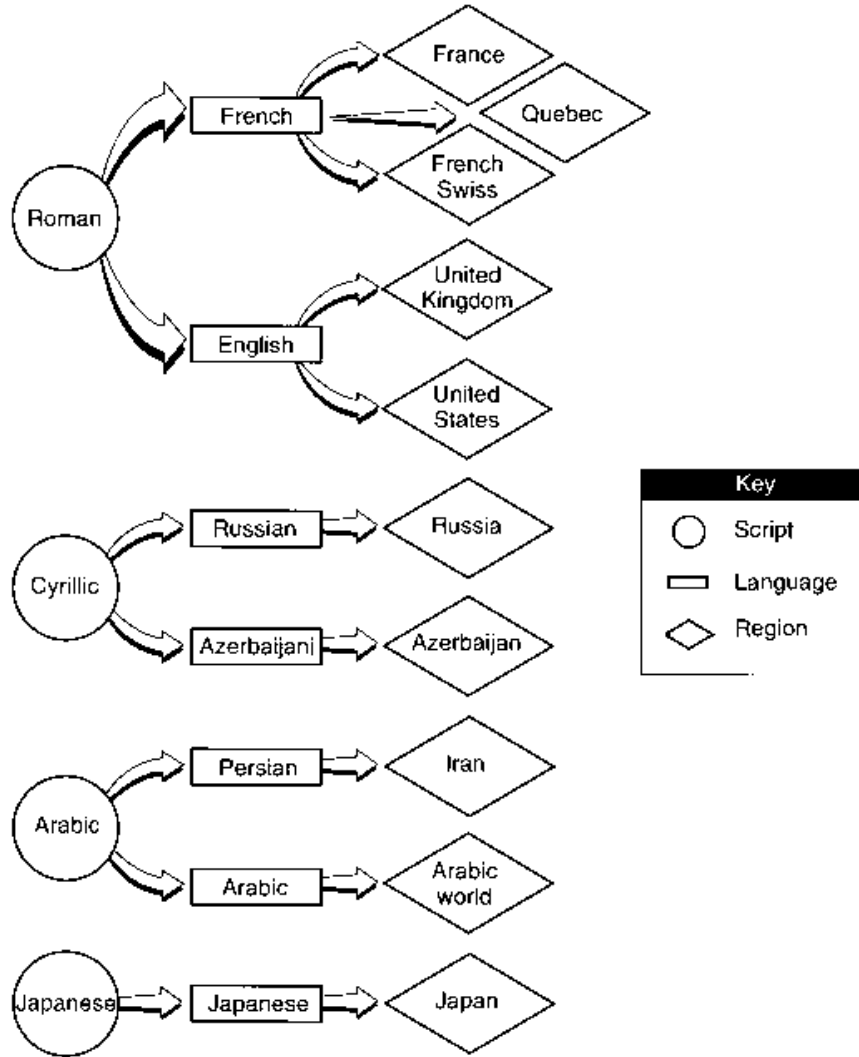 France
French
Quebec
French
Swiss
Roman
United
Kingdom
English
United
States
Key
Script
Language
Region
Russian
Russia
Cyrillic
Azerbaijani
Azerbaijan
Persian
Iran
Arabic
Arabic
Arabic
world
Japanese
Japanese
Japan